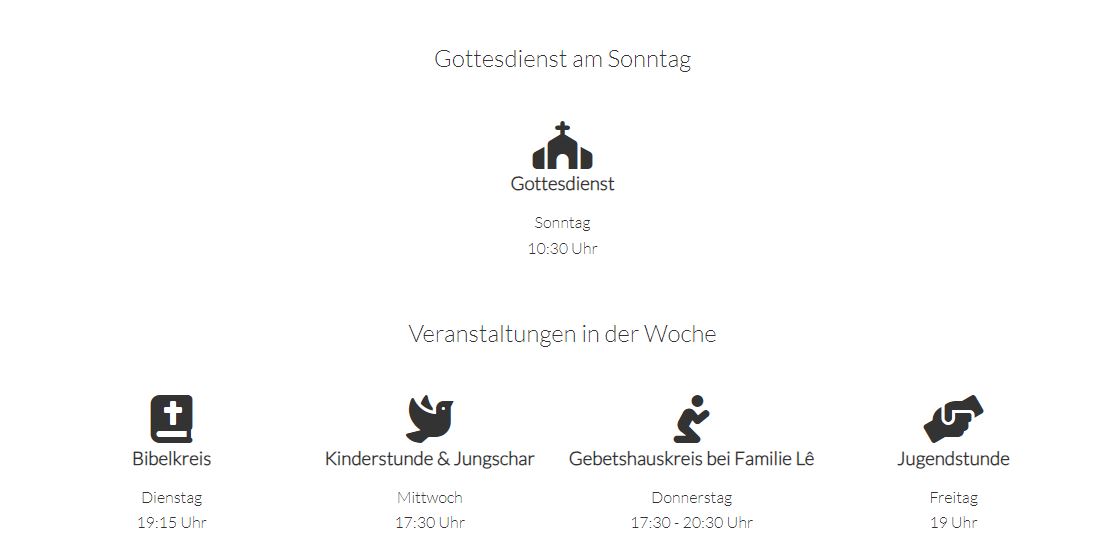 Gottesdienst am Sonntag
Gottesdienst
Sonntag
10:30 Uhr
Veranstaltungen in der Woche
Bibelkreis
Dienstag
19:15 Uhr
Kinderstunde & Jungschar
Mittwoch
17:30 Uhr
Gebetshauskreis bei Familie Lê
Donnerstag
17:30 - 20:30 Uhr
Jugendstunde
Freitag
19 Uhr